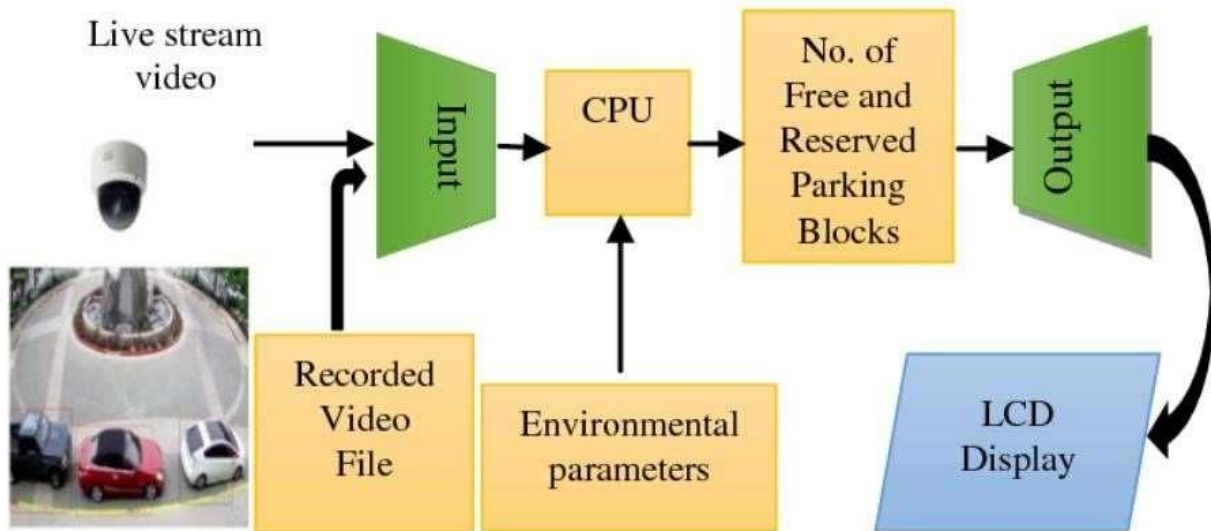 Live stream
video
Input
CPU
No. of
Free and
Reserved
Parking
Blocks
Output
Recorded
Video
File
Environmental
parameters
LCD
Display